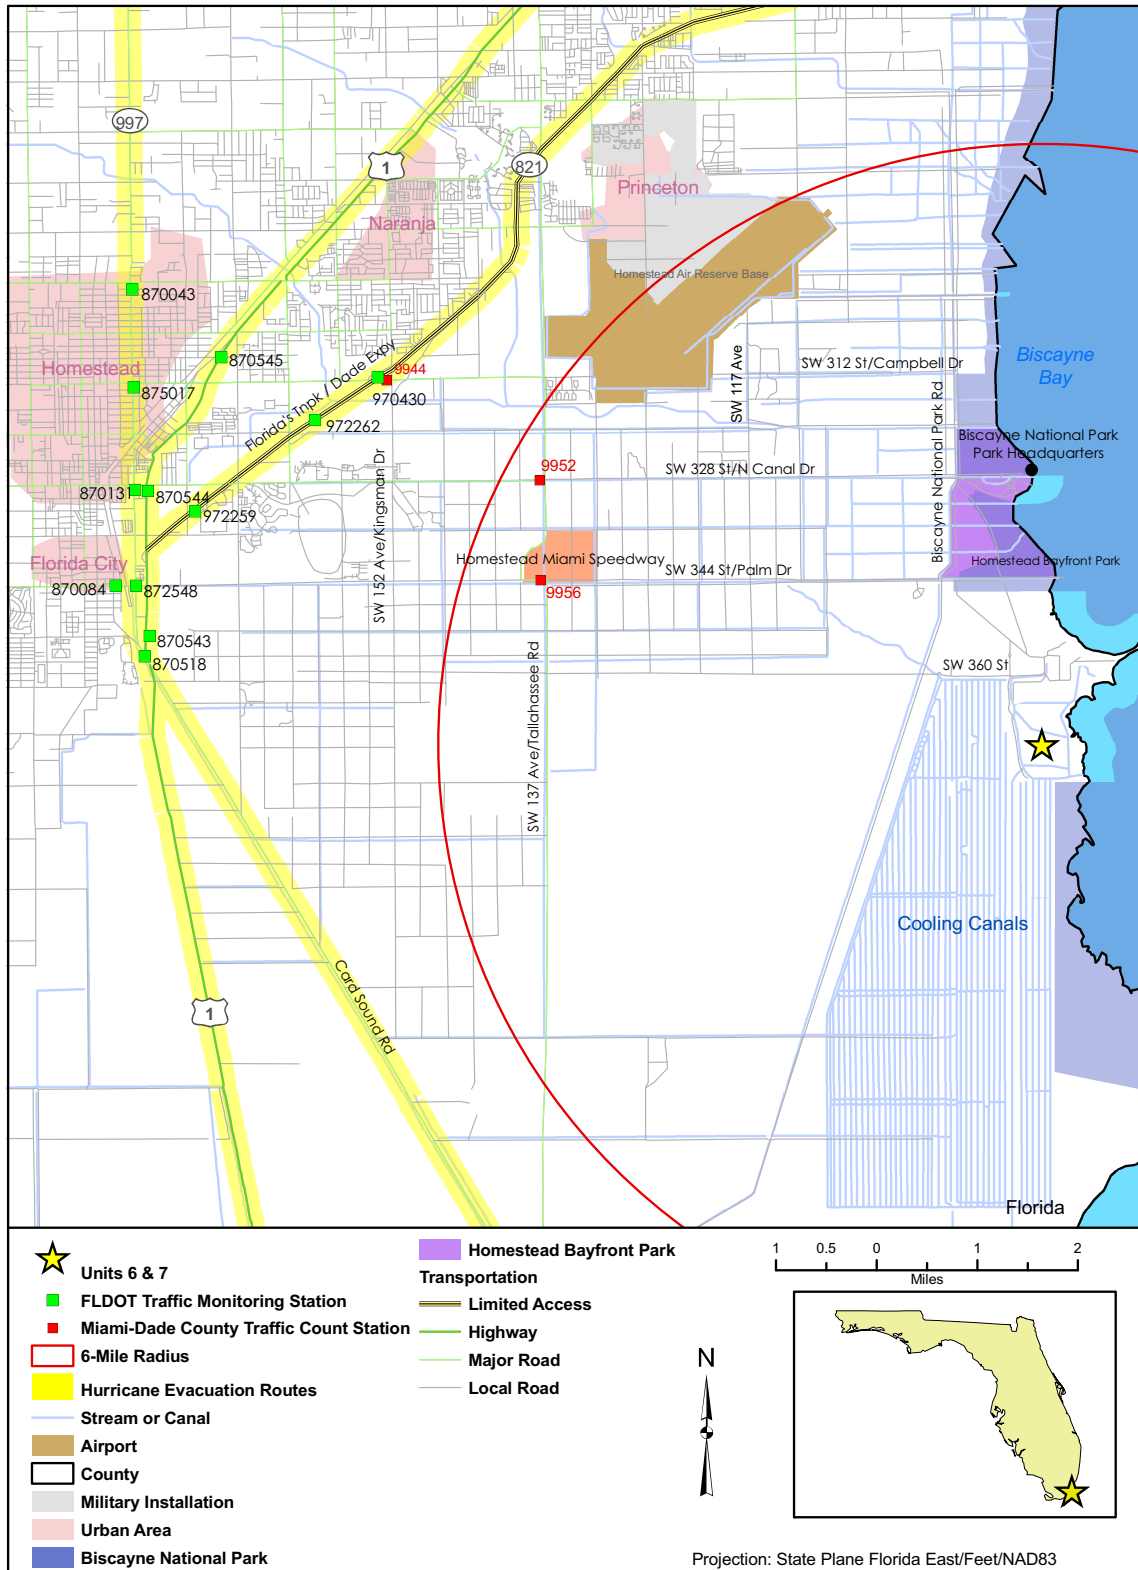 997
1
821
Princeton
Naranja
Homestead Air Reserve Base
870043
Biscayne
Bay
870545
Homestead
Florida's Tnpk / Dade Expy
9944
970430
875017
972262
SW 117 Ave
SW 312 St/Campbell Dr
Biscayne National Park Rd
Biscayne National Park
Park Headquarters
9952
SW 328 St/N Canal Dr
SW 152 Ave/Kingsman Dr
870131
870544
972259
Florida City
Homestead Miami Speedway
SW 344 St/Palm Dr
Homestead Bayfront Park
870084
872548
9956
870543
870518
SW 137 Ave/Tallahassee Rd
SW 360 St
Cooling Canals
Card Sound Rd
1
Florida
Units 6 & 7
FLDOT Traffic Monitoring Station
Miami-Dade County Traffic Count Station
6-Mile Radius
Hurricane Evacuation Routes
Stream or Canal
Airport
County
Military Installation
Urban Area
Biscayne National Park
Homestead Bayfront Park
Transportation
Limited Access
Highway
Major Road
Local Road
1 0.5 0 1 2
Miles
N
Projection: State Plane Florida East/Feet/NAD83